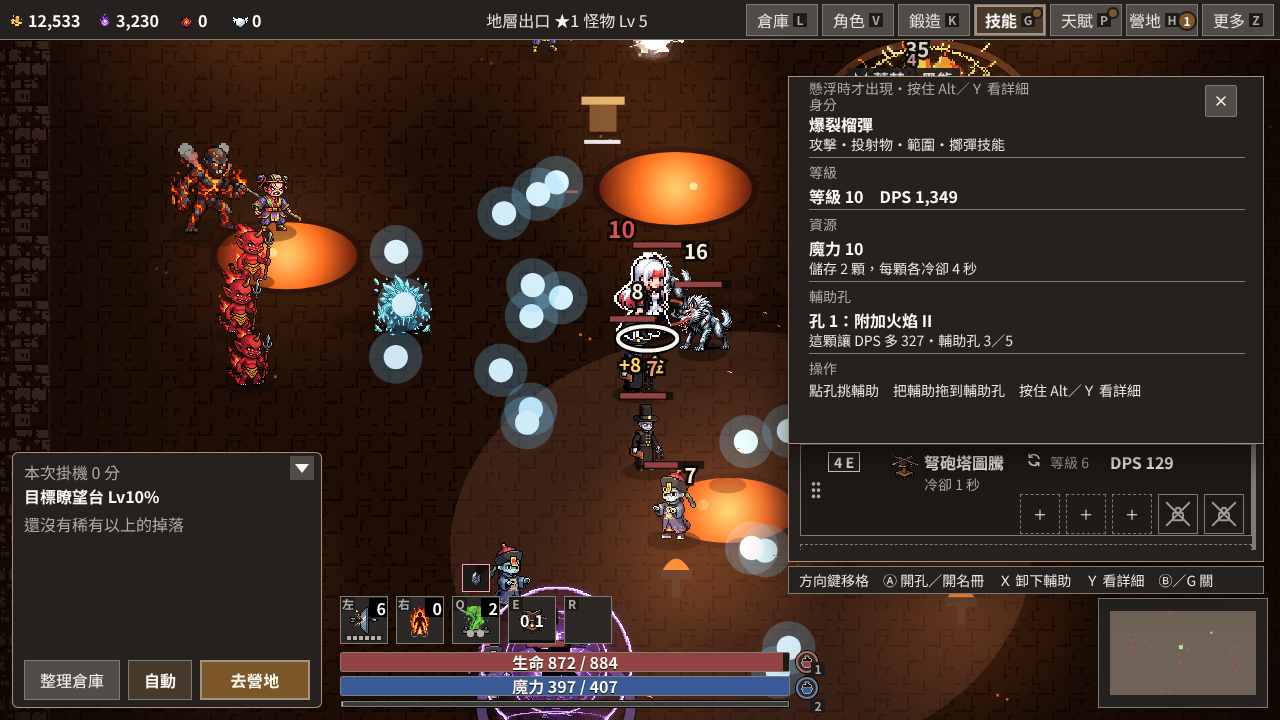 12,533 3,230 0 0
地層出口 ★1 怪物 Lv 5
倉庫 L 角色 V 鍛造 K 技能 G 天賦 P 營地 H 1 更多 Z
35
4
懸浮時才出現・按住 Alt／Y 看詳細
身分
爆裂榴彈
攻擊・投射物・範圍・擲彈技能
等級
等級 10 DPS 1,349
資源
魔力 10
儲存 2 顆，每顆各冷卻 4 秒
輔助孔
孔 1：附加火焰 II
這顆讓 DPS 多 327・輔助孔 3／5
操作
點孔挑輔助 把輔助拖到輔助孔 按住 Alt／Y 看詳細
4 E 弩砲塔圖騰 等級 6 DPS 129
冷卻 1 秒
+ + +
方向鍵移格 Ⓐ 開孔／開名冊 X 卸下輔助 Y 看詳細 Ⓑ／G 關
10
16
8
+8 7
7
本次掛機 0 分
目標瞭望台 Lv10%
還沒有稀有以上的掉落
整理倉庫 自動 去營地
左 6 右 0 Q 2 E 0.1 R
生命 872 / 884
1
魔力 397 / 407
2